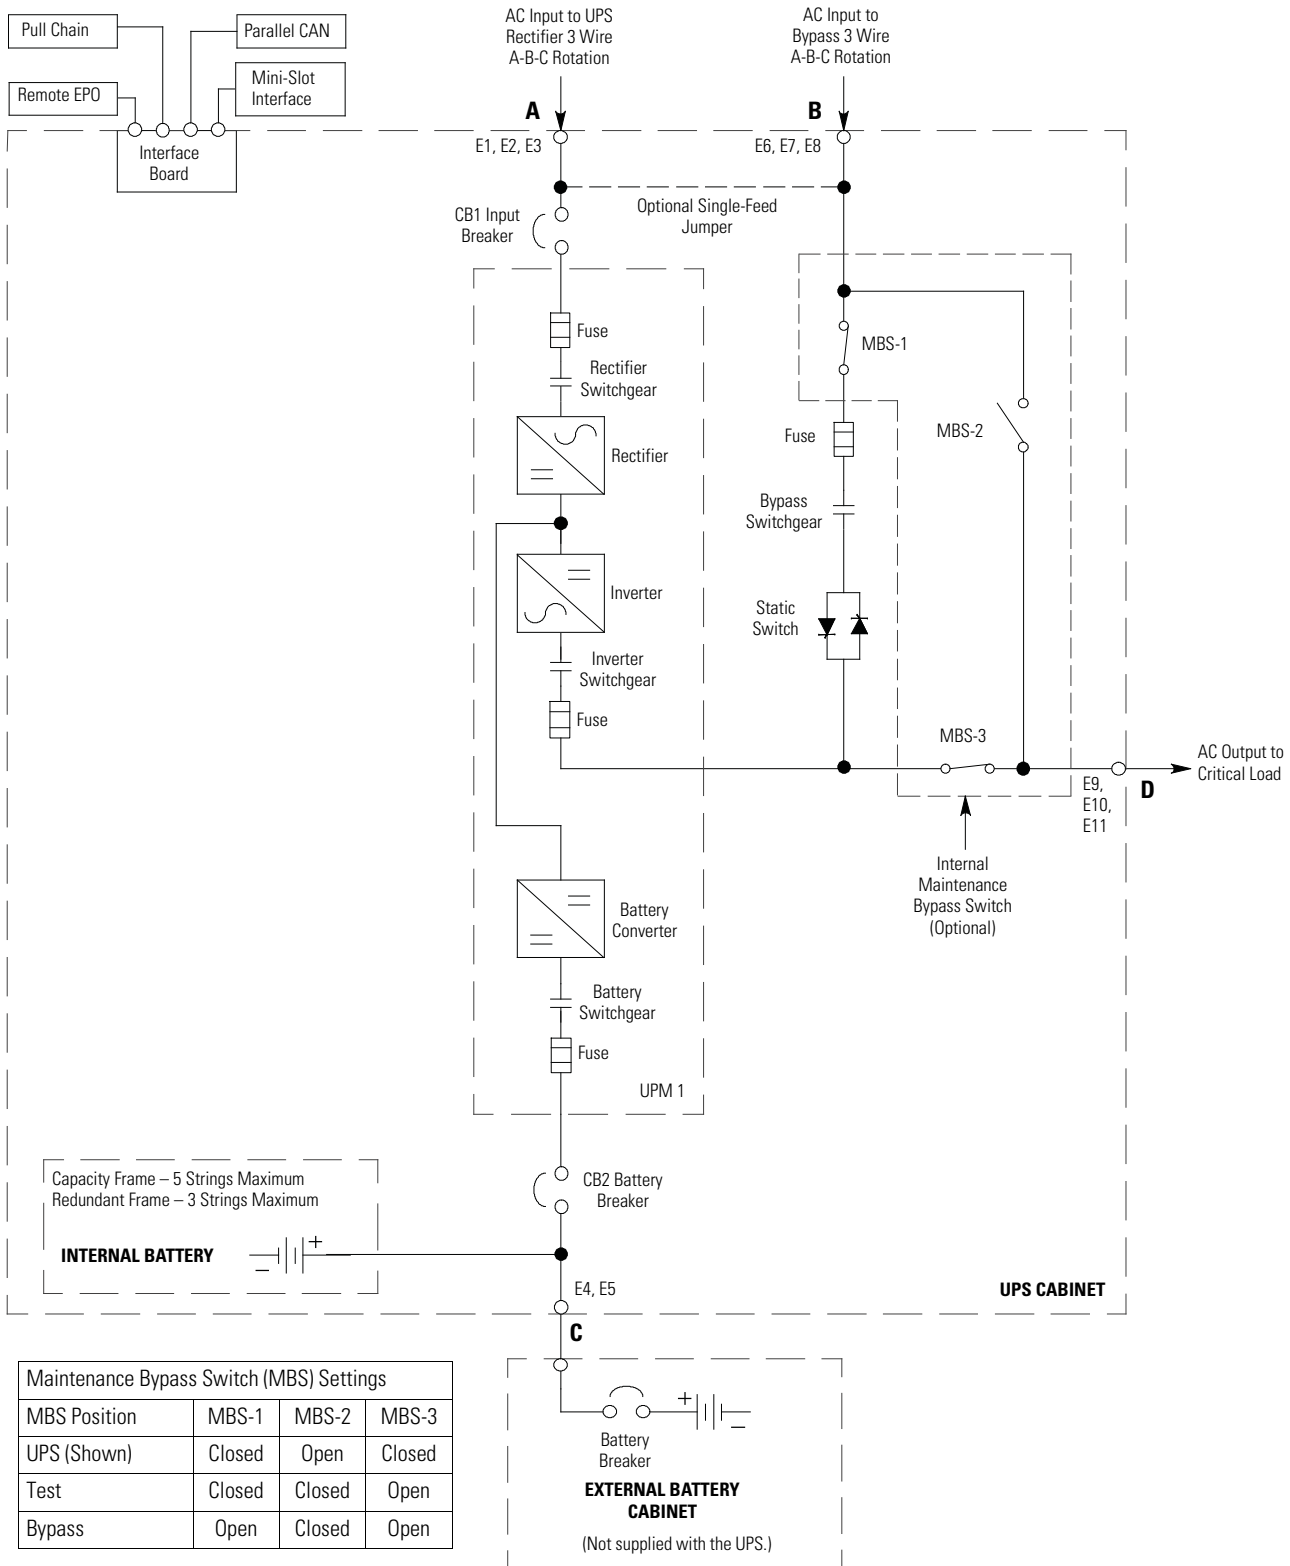 Pull Chain
Parallel CAN
Remote EPO
Mini-Slot
Interface
Interface
Board
AC Input to UPS
Rectifier 3 Wire
A-B-C Rotation
AC Input to
Bypass 3 Wire
A-B-C Rotation
A
B
E1, E2, E3
E6, E7, E8
Optional Single-Feed
Jumper
CB1 Input
Breaker
Fuse
Rectifier
Switchgear
Rectifier
Inverter
Inverter
Switchgear
Fuse
MBS-1
MBS-2
Fuse
Bypass
Switchgear
Static
Switch
MBS-3
AC Output to
Critical Load
E9,
E10,
E11
D
Internal
Maintenance
Bypass Switch
(Optional)
Battery
Converter
Battery
Switchgear
Fuse
UPM 1
CB2 Battery
Breaker
Capacity Frame – 5 Strings Maximum
Redundant Frame – 3 Strings Maximum
INTERNAL BATTERY
+
–
E4, E5
UPS CABINET
C
Maintenance Bypass Switch (MBS) Settings
MBS Position MBS-1 MBS-2 MBS-3
UPS (Shown) Closed Open Closed
Test Closed Closed Open
Bypass Open Closed Open
+
–
Battery
Breaker
EXTERNAL BATTERY
CABINET
(Not supplied with the UPS.)